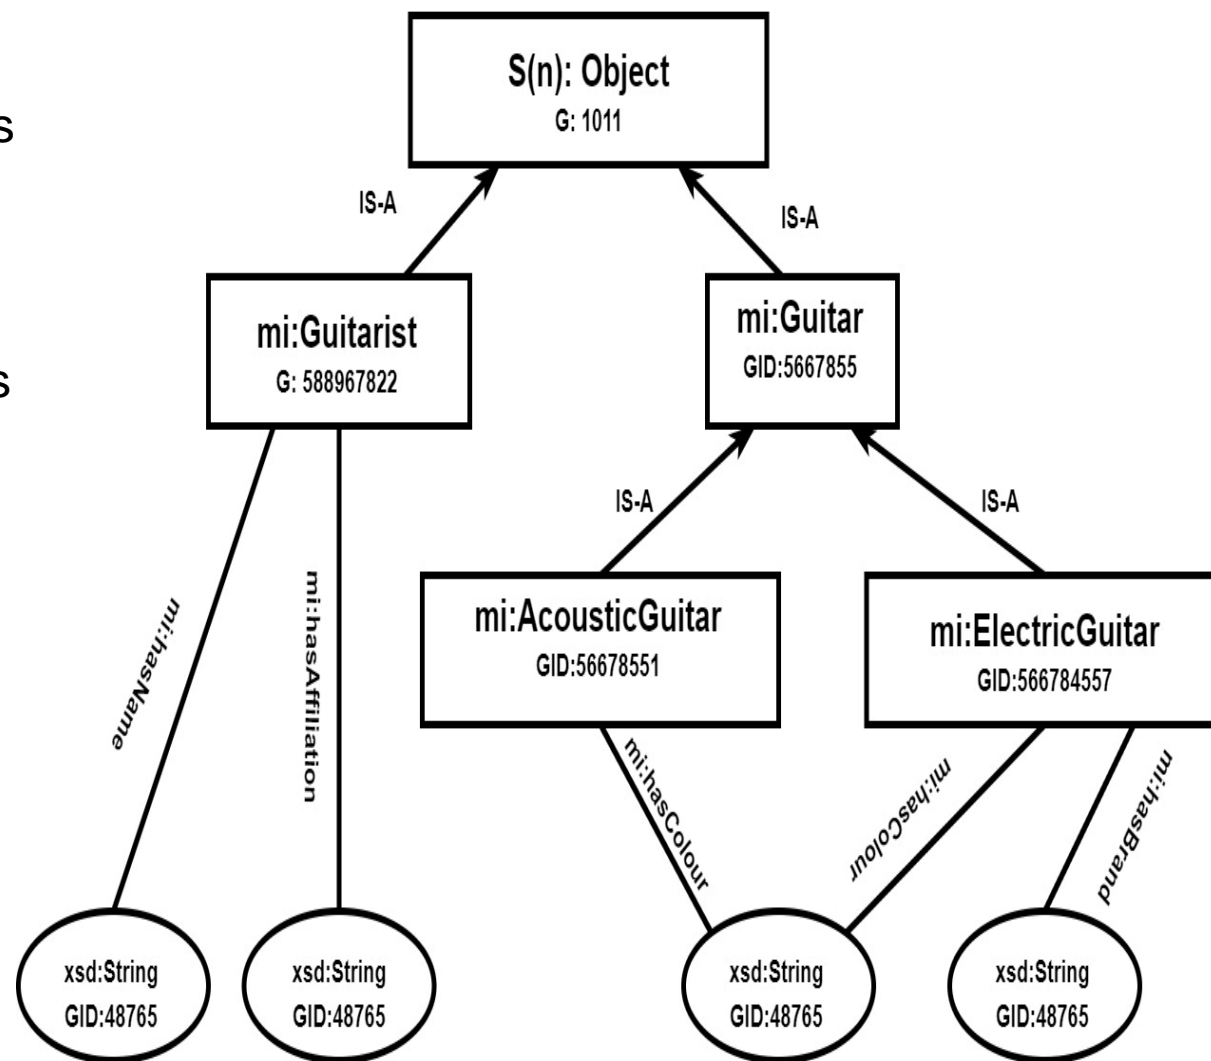 S(n): Object
G: 1011
s
IS-A
IS-A
mi:Guitarist
G: 588967822
mi:Guitar
GID:5667855
s
IS-A
IS-A
mi:AcousticGuitar
GID:56678551
mi:ElectricGuitar
GID:566784557
mi:hasName
mi:hasAffiliation
mi:hasColour
mi:hasColour
mi:hasBrand
xsd:String
GID:48765
xsd:String
GID:48765
xsd:String
GID:48765
xsd:String
GID:48765